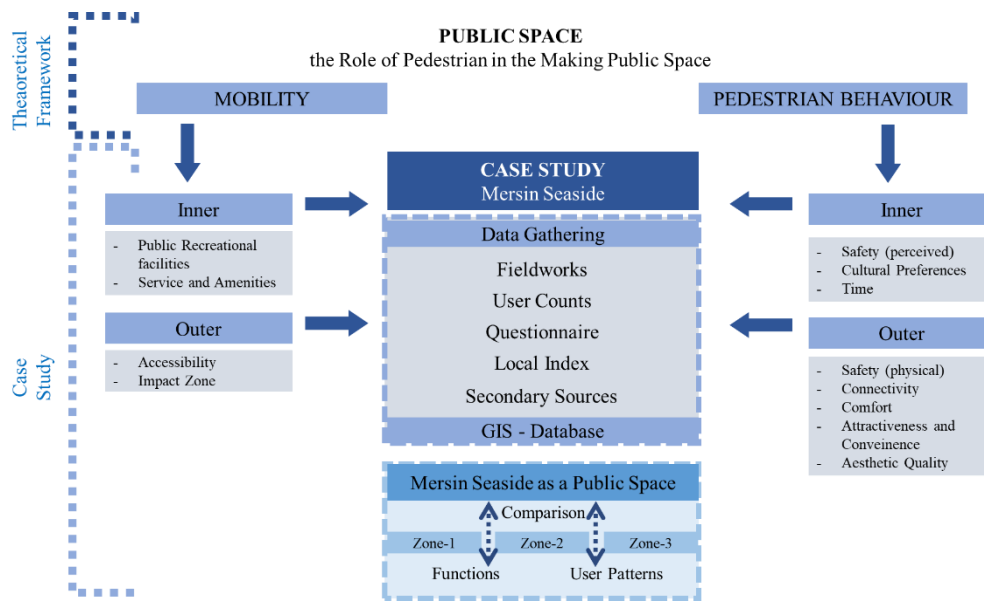 Theaoretical
Framework
PUBLIC SPACE
the Role of Pedestrian in the Making Public Space
MOBILITY
PEDESTRIAN BEHAVIOUR
Case
Study
Inner
- Public Recreational
facilities
- Service and Amenities
Outer
- Accessibility
- Impact Zone
CASE STUDY
Mersin Seaside
Data Gathering
Fieldworks
User Counts
Questionnaire
Local Index
Secondary Sources
GIS - Database
Inner
- Safety (perceived)
- Cultural Preferences
- Time
Outer
- Safety (physical)
- Connectivity
- Comfort
- Attractiveness and
Conveinence
- Aesthetic Quality
Mersin Seaside as a Public Space
Comparison
Zone-1 Zone-2 Zone-3
Functions User Patterns